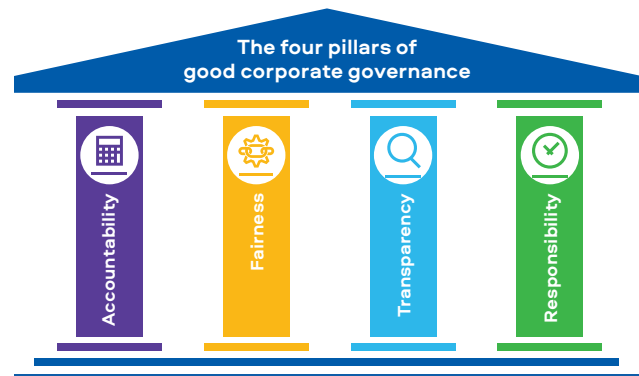 The four pillars of
good corporate governance
Accountability
Fairness
Transparency
Responsibility